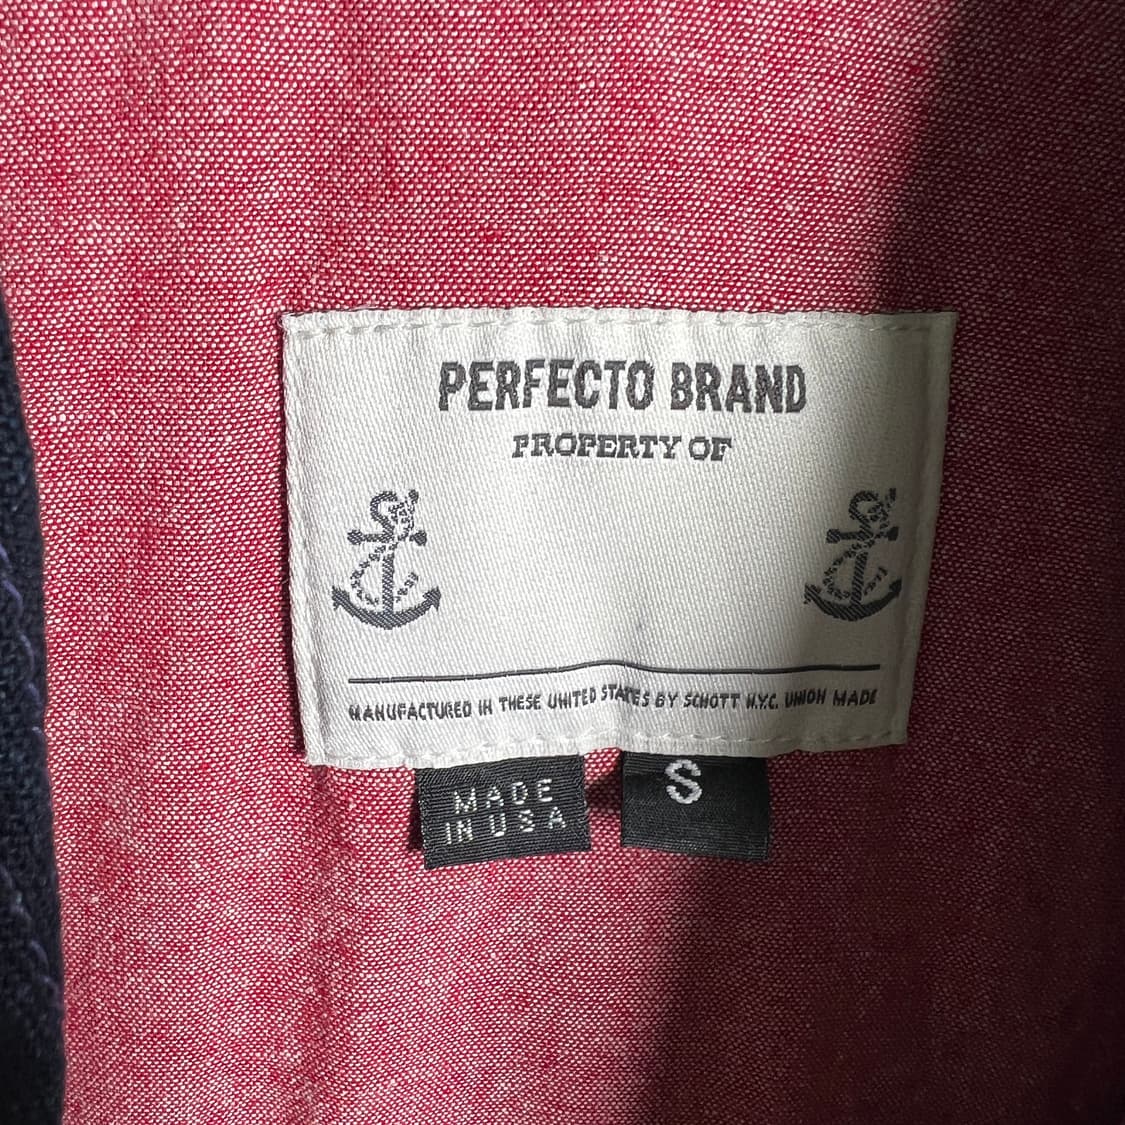 PERFECTO BRAND
PROPERTY OF
MANUFACTURED IN THESE UNITED STATES BY SCHOTT N.Y.C. UNION MADE
MADE
IN USA
S